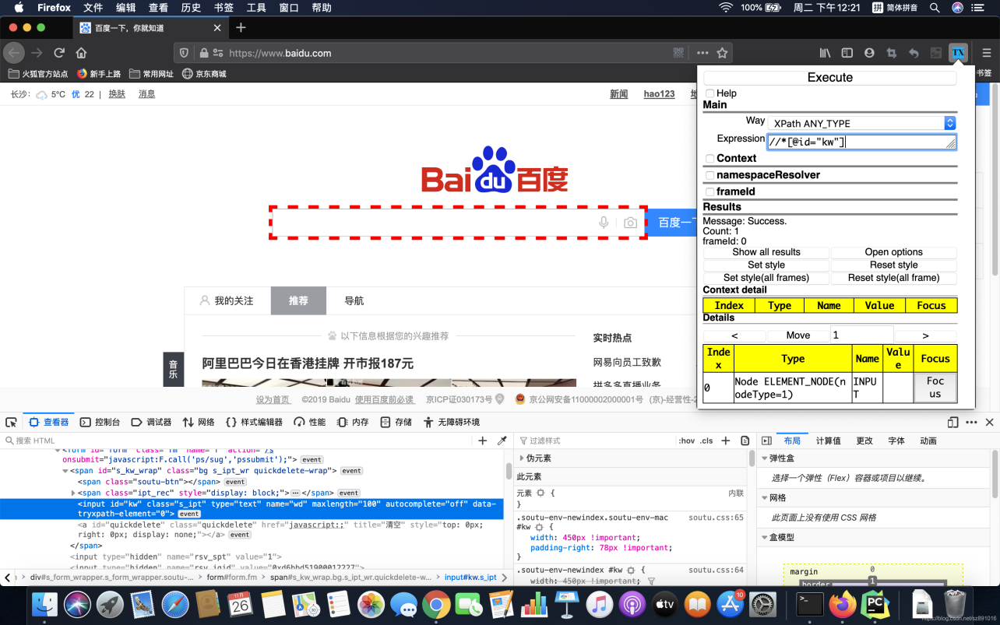 Firefox 文件 编辑 查看 历史 书签 工具 窗口 帮助 100% 周二 下午12:21 拼 简体拼音
百度一下，你就知道
https://www.baidu.com TX
火狐官方站点 新手上路 常用网址 京东商城 书签
长沙： 5°C 优 22 | 换肤 消息 新闻 hao123
Execute
Help
Main
Way XPath ANY_TYPE
Expression //*[@id="kw"]
Context
namespaceResolver
frameId
Results
Message: Success.
Count: 1
frameId: 0
Show all results Open options
Set style Reset style
Set style(all frames) Reset style(all frame)
Context detail
Index Type Name Value Focus
Details
< Move 1 >
Inde
x Type Name Valu
e Focus
0 Node ELEMENT_NODE(n
odeType=1) INPU
T Foc
us
Bai du 百度
百度一
我的关注 推荐 导航
以下信息根据您的兴趣推荐
实时热点
音乐
阿里巴巴今日在香港挂牌 开市报187元
网易向员工致歉
拼多多直播业务
设为首页 ©2019 Baidu 使用百度前必读 京ICP证030173号 京公网安备11000002000001号 (京)-经营性-2
查看器 控制台 调试器 网络 样式编辑器 性能 内存 存储 无障碍环境
搜索 HTML
<form id="form" class="fm" name="f" action="/s"
onsubmit="javascript:F.call('ps/sug','pssubmit');"> event
<span id="s_kw_wrap" class="bg s_ipt_wr quickdelete-wrap"> event
<span class="soutu-btn"></span> event
<span class="ipt_rec" style="display: block;"> </span> event
<input id="kw" class="s_ipt" type="text" name="wd" maxlength="100" autocomplete="off" data-
tryxpath-element="0"> event
<a id="quickdelete" class="quickdelete" href="javascript:;" title="清空" style="top: 0px;
right: 0px; display: none;"></a> event
</span>
<input type="hidden" name="rsv_spt" value="1">
div#s_form_wrapper.s_form_wrapper.soutu-... form#form.fm span#s_kw_wrap.bg.s_ipt_wr.quickdelete-w... input#kw.s_ipt
过滤样式 :hov .cls
伪元素
此元素
元素 { 内联
}
.soutu-env-newindex.soutu-env-mac soutu.css:65
#kw {
width: 450px !important;
padding-right: 78px !important;
}
.soutu-env-newindex #kw { soutu.css:64
width: 450px !important;
布局 计算值 更改 字体 动画
弹性盒
选择一个弹性（Flex）容器或项目以继续。
网格
此页面上没有使用 CSS 网格
盒模型
margin 0
border 1
11月
26
tv
10
PC
https://blog.csdn.net/sz891016